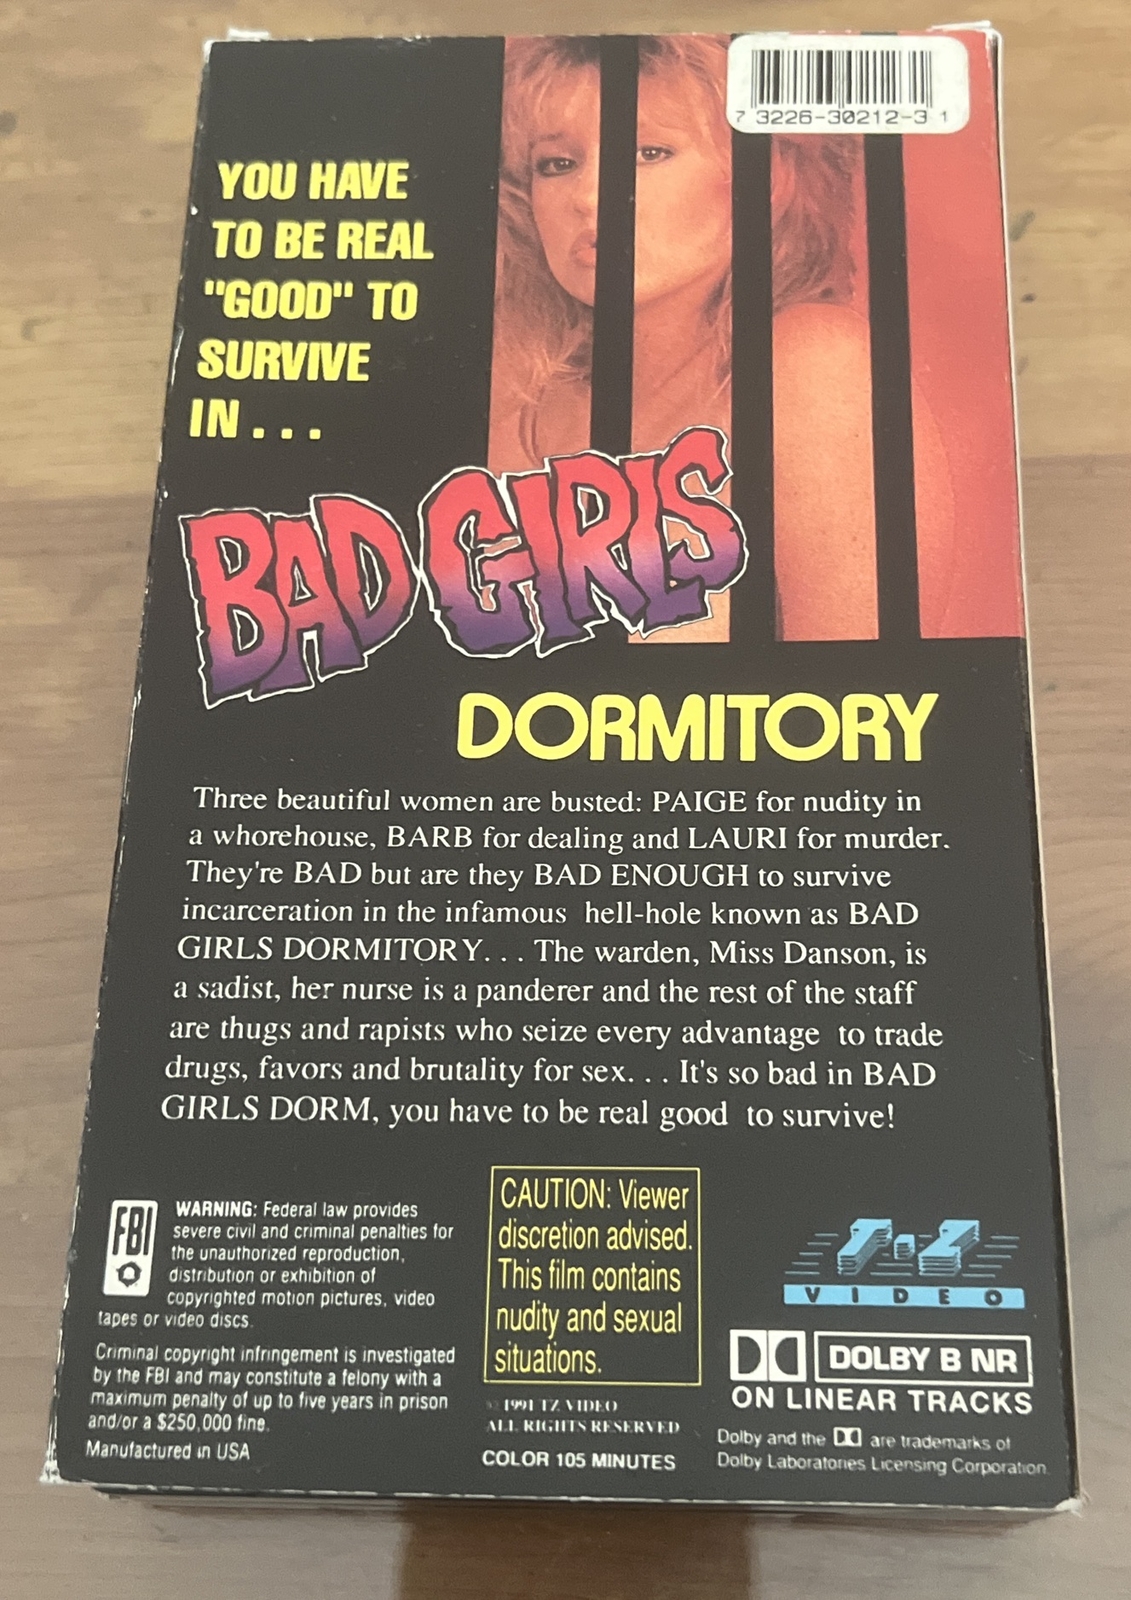 7 3226-30212-3 1
YOU HAVE
TO BE REAL
"GOOD" TO
SURVIVE
IN...
BAD GIRLS
DORMITORY
Three beautiful women are busted: PAIGE for nudity in
a whorehouse, BARB for dealing and LAURI for murder.
They're BAD but are they BAD ENOUGH to survive
incarceration in the infamous hell-hole known as BAD
GIRLS DORMITORY... The warden, Miss Danson, is
a sadist, her nurse is a panderer and the rest of the staff
are thugs and rapists who seize every advantage to trade
drugs, favors and brutality for sex... It's so bad in BAD
GIRLS DORM, you have to be real good to survive!
FBI
WARNING: Federal law provides
severe civil and criminal penalties for
the unauthorized reproduction,
distribution or exhibition of
copyrighted motion pictures, video
tapes or video discs.
Criminal copyright infringement is investigated
by the FBI and may constitute a felony with a
maximum penalty of up to five years in prison
and/or a $250,000 fine.
Manufactured in USA
CAUTION: Viewer
discretion advised.
This film contains
nudity and sexual
situations.
© 1991 TZ VIDEO
ALL RIGHTS RESERVED
COLOR 105 MINUTES
VIDEO
DOLBY B NR
ON LINEAR TRACKS
Dolby and the are trademarks of
Dolby Laboratories Licensing Corporation